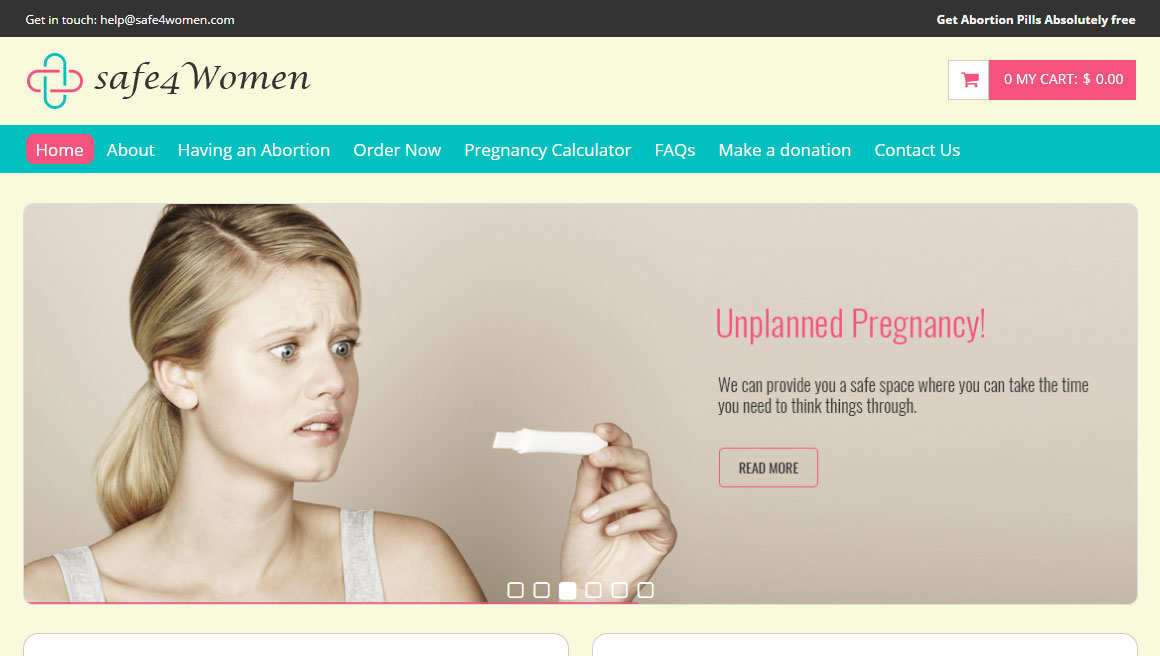 Get in touch: help@safe4women.com
Get Abortion Pills Absolutely free
safe4Women
0 MY CART: $ 0.00
Home
About
Having an Abortion
Order Now
Pregnancy Calculator
FAQs
Make a donation
Contact Us
Unplanned Pregnancy!
We can provide you a safe space where you can take the time
you need to think things through.
READ MORE